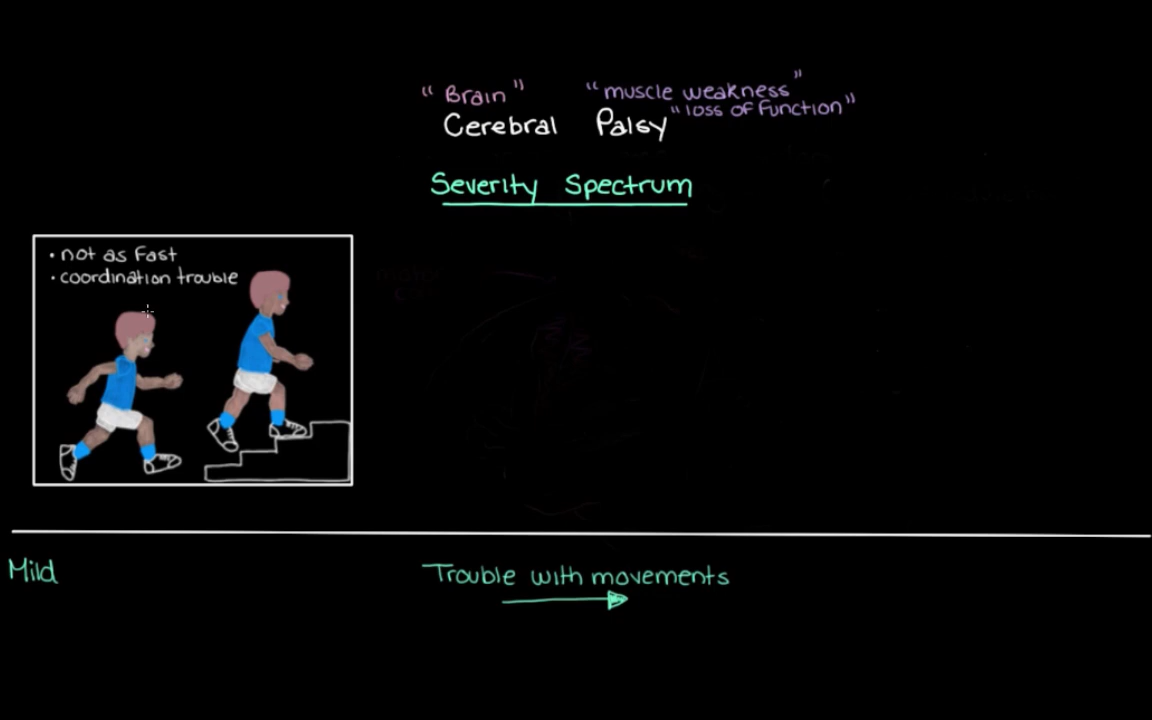 "Brain" "muscle weakness"
"loss of function"
Cerebral Palsy
Severity Spectrum
• not as fast
• coordination trouble
Mild
Trouble with movements